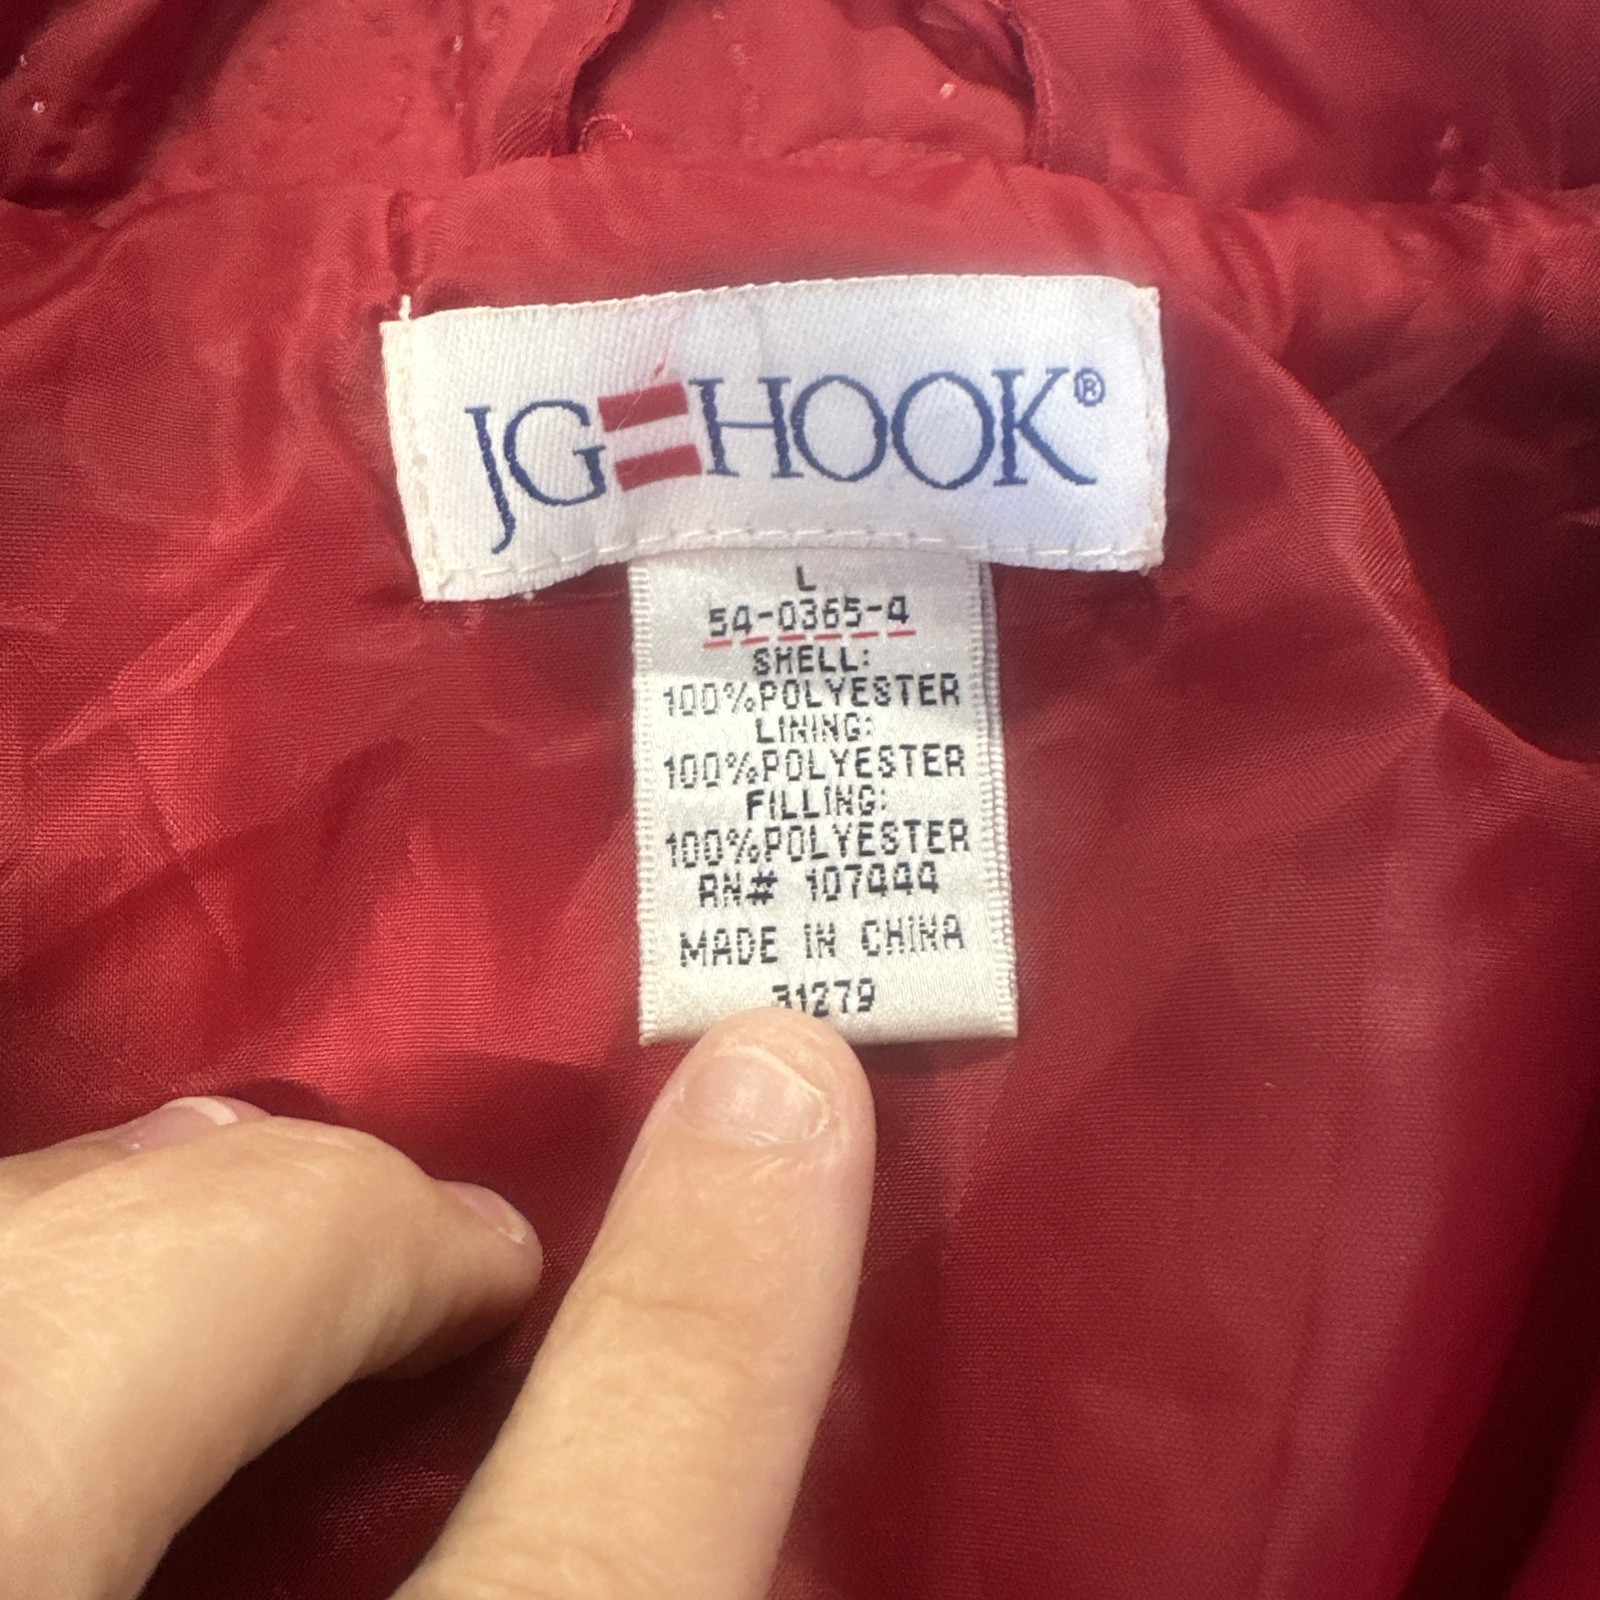 JG HOOK®
L
54-0365-4
SHELL:
100%POLYESTER
LINING:
100%POLYESTER
FILLING:
100%POLYESTER
RN# 107444
MADE IN CHINA
31279